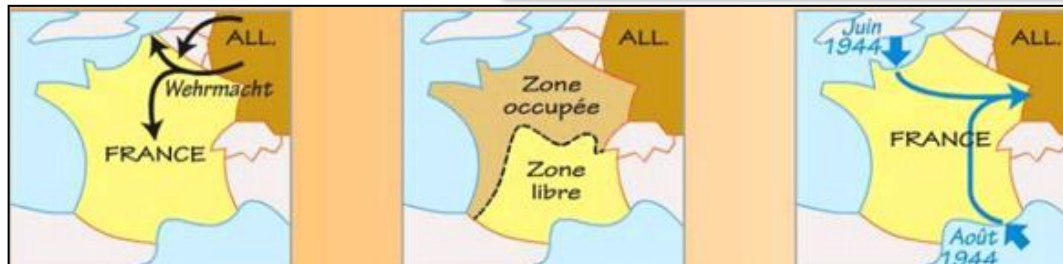 ALL.
Wehrmacht
FRANCE
ALL.
Zone
occupée
Zone
libre
Juin
1944
ALL.
FRANCE
Août
1944